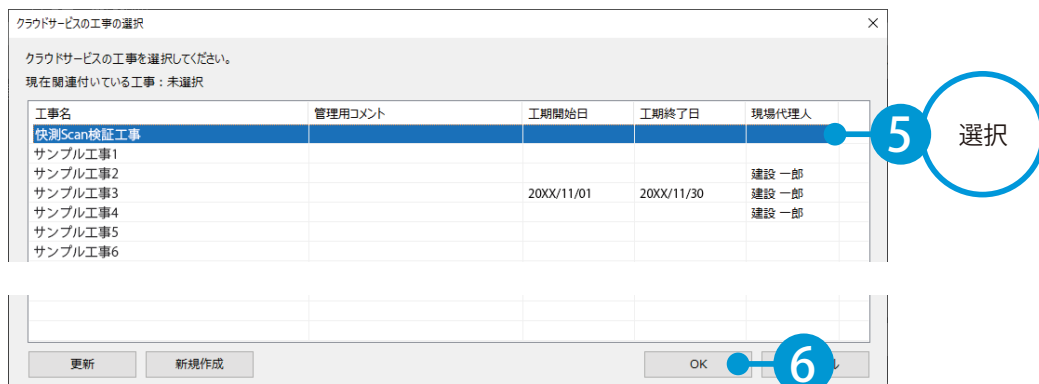 クラウドサービスの工事の選択
クラウドサービスの工事を選択してください。
現在関連付いている工事：未選択
工事名 管理用コメント 工期開始日 工期終了日 現場代理人
快測Scan検証工事
5 選択
サンプル工事1
サンプル工事2 建設 一郎
サンプル工事3 20XX/11/01 20XX/11/30 建設 一郎
サンプル工事4 建設 一郎
サンプル工事5
サンプル工事6
更新 新規作成 OK 6